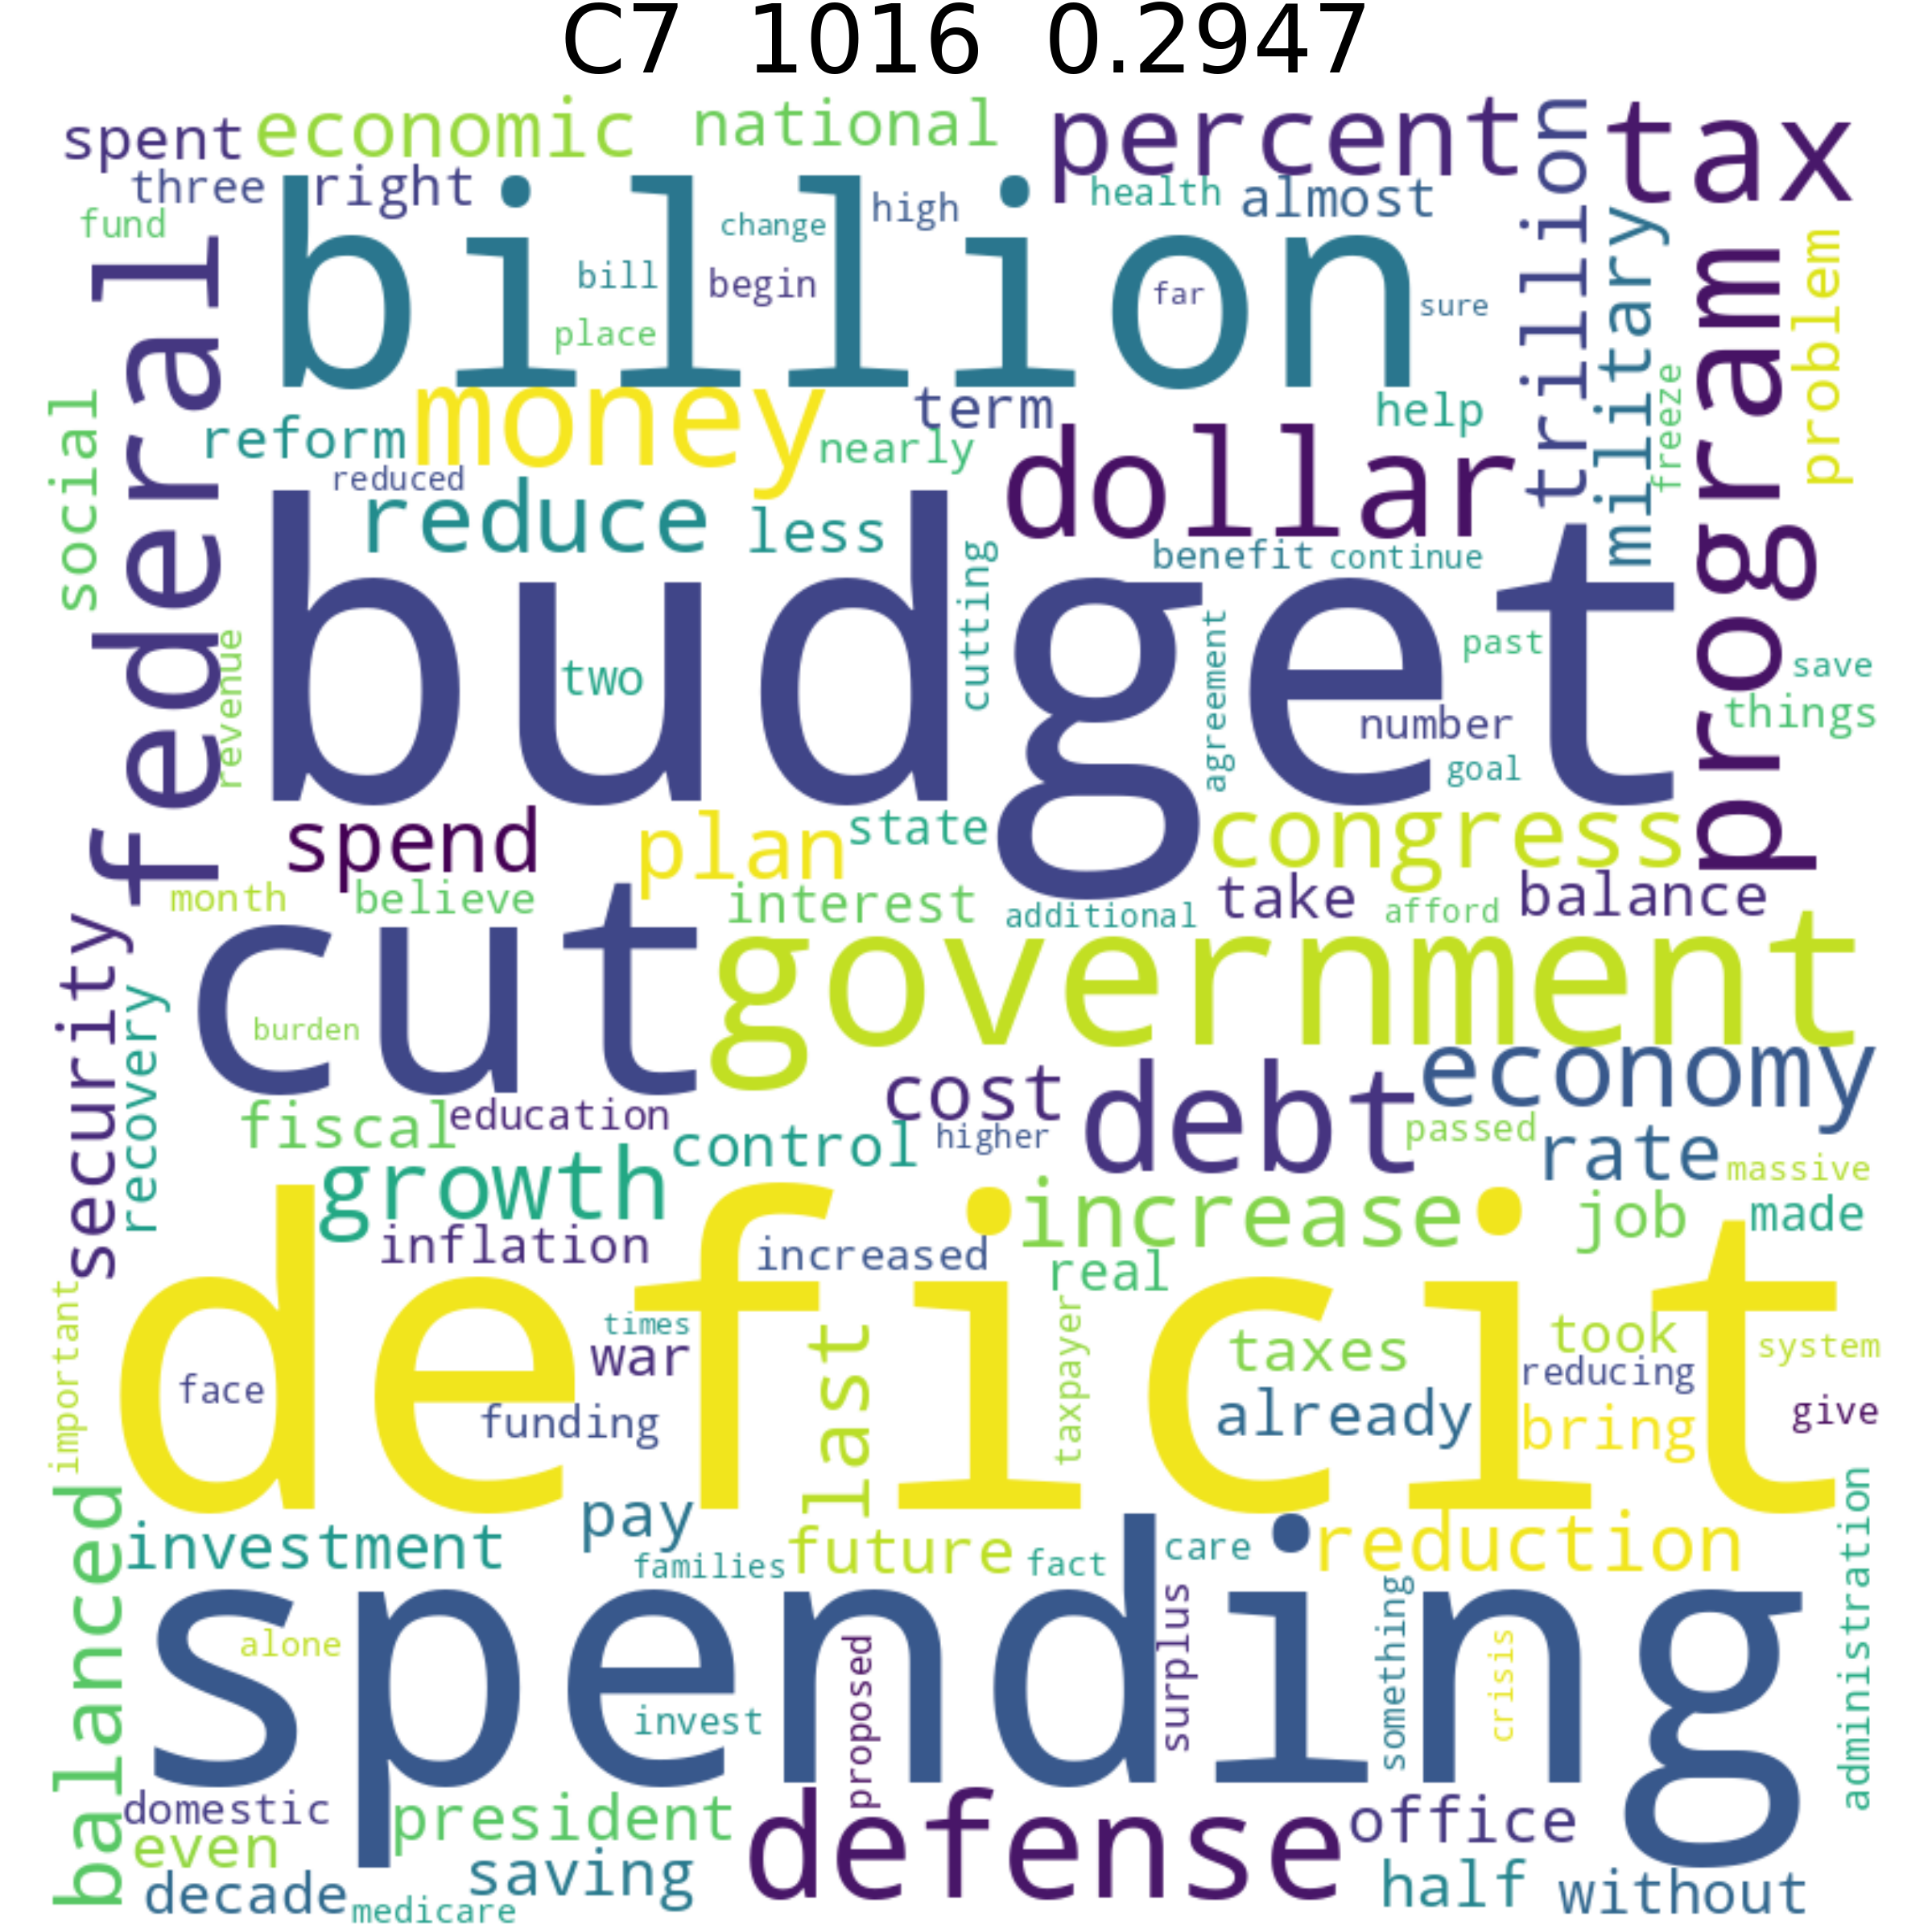 C7 1016 0.2947
spent
economic
national
percent
trillion
tax
three
right
health
almost
fund
billion
change
high
military
problem
federal
bill
begin
far
sure
place
program
social
reform
money
term
help
freeze
nearly
reduced
dollar
reduce
less
benefit
continue
budget
cutting
agreement
revenue
two
past
save
number
things
goal
spend
plan
state
congress
month
believe
interest
additional
take
afford
balance
security
cut
government
recovery
burden
economy
fiscal
education
cost
debt
control
higher
passed
rate
massive
growth
increase
job
made
inflation
increased
real
deficit
important
times
war
last
taxpayer
taxes
took
system
face
reducing
funding
already
bring
give
balanced
investment
pay
future
families
fact
care
reduction
administration
spending
alone
invest
proposed
surplus
something
crisis
domestic
president
defense
office
even
decade
saving
half
without
medicare